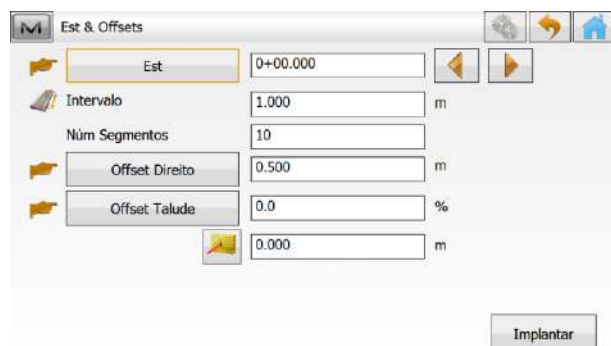 M Est & Offsets
Est 0+00.000
Intervalo 1.000 m
Núm Segmentos 10
Offset Direito 0.500 m
Offset Talude 0.0 %
0.000 m
Implantar